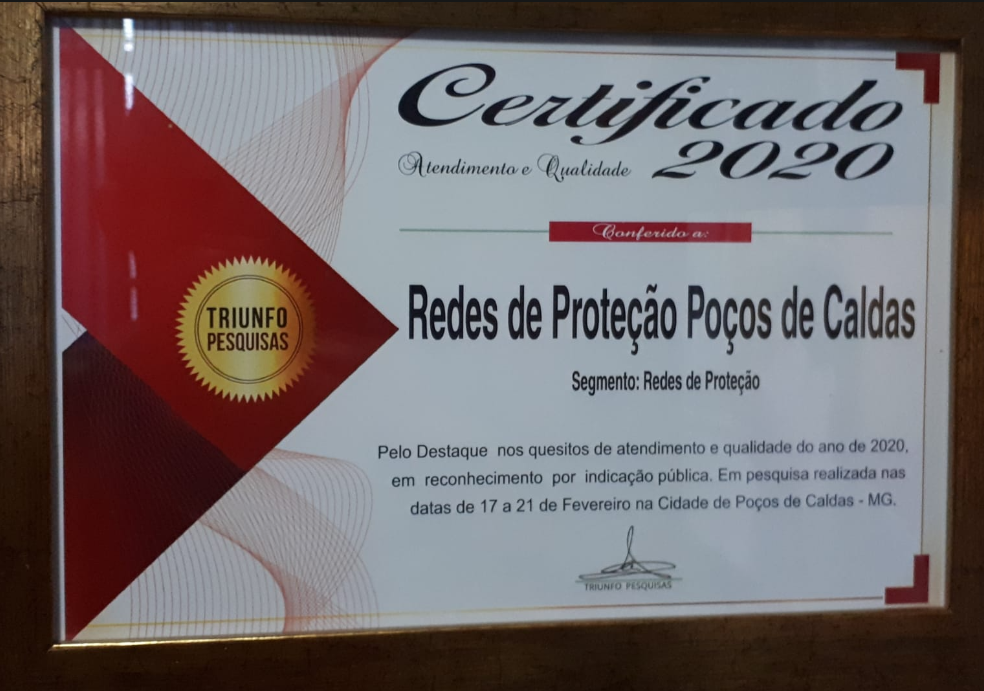 Certificado
Atendimento e Qualidade 2020
Conferido a:
TRIUNFO
PESQUISAS
Redes de Proteção Poços de Caldas
Segmento: Redes de Proteção
Pelo Destaque nos quesitos de atendimento e qualidade do ano de 2020,
em reconhecimento por indicação pública. Em pesquisa realizada nas
datas de 17 a 21 de Fevereiro na Cidade de Poços de Caldas - MG.
TRIUNFO PESQUISAS